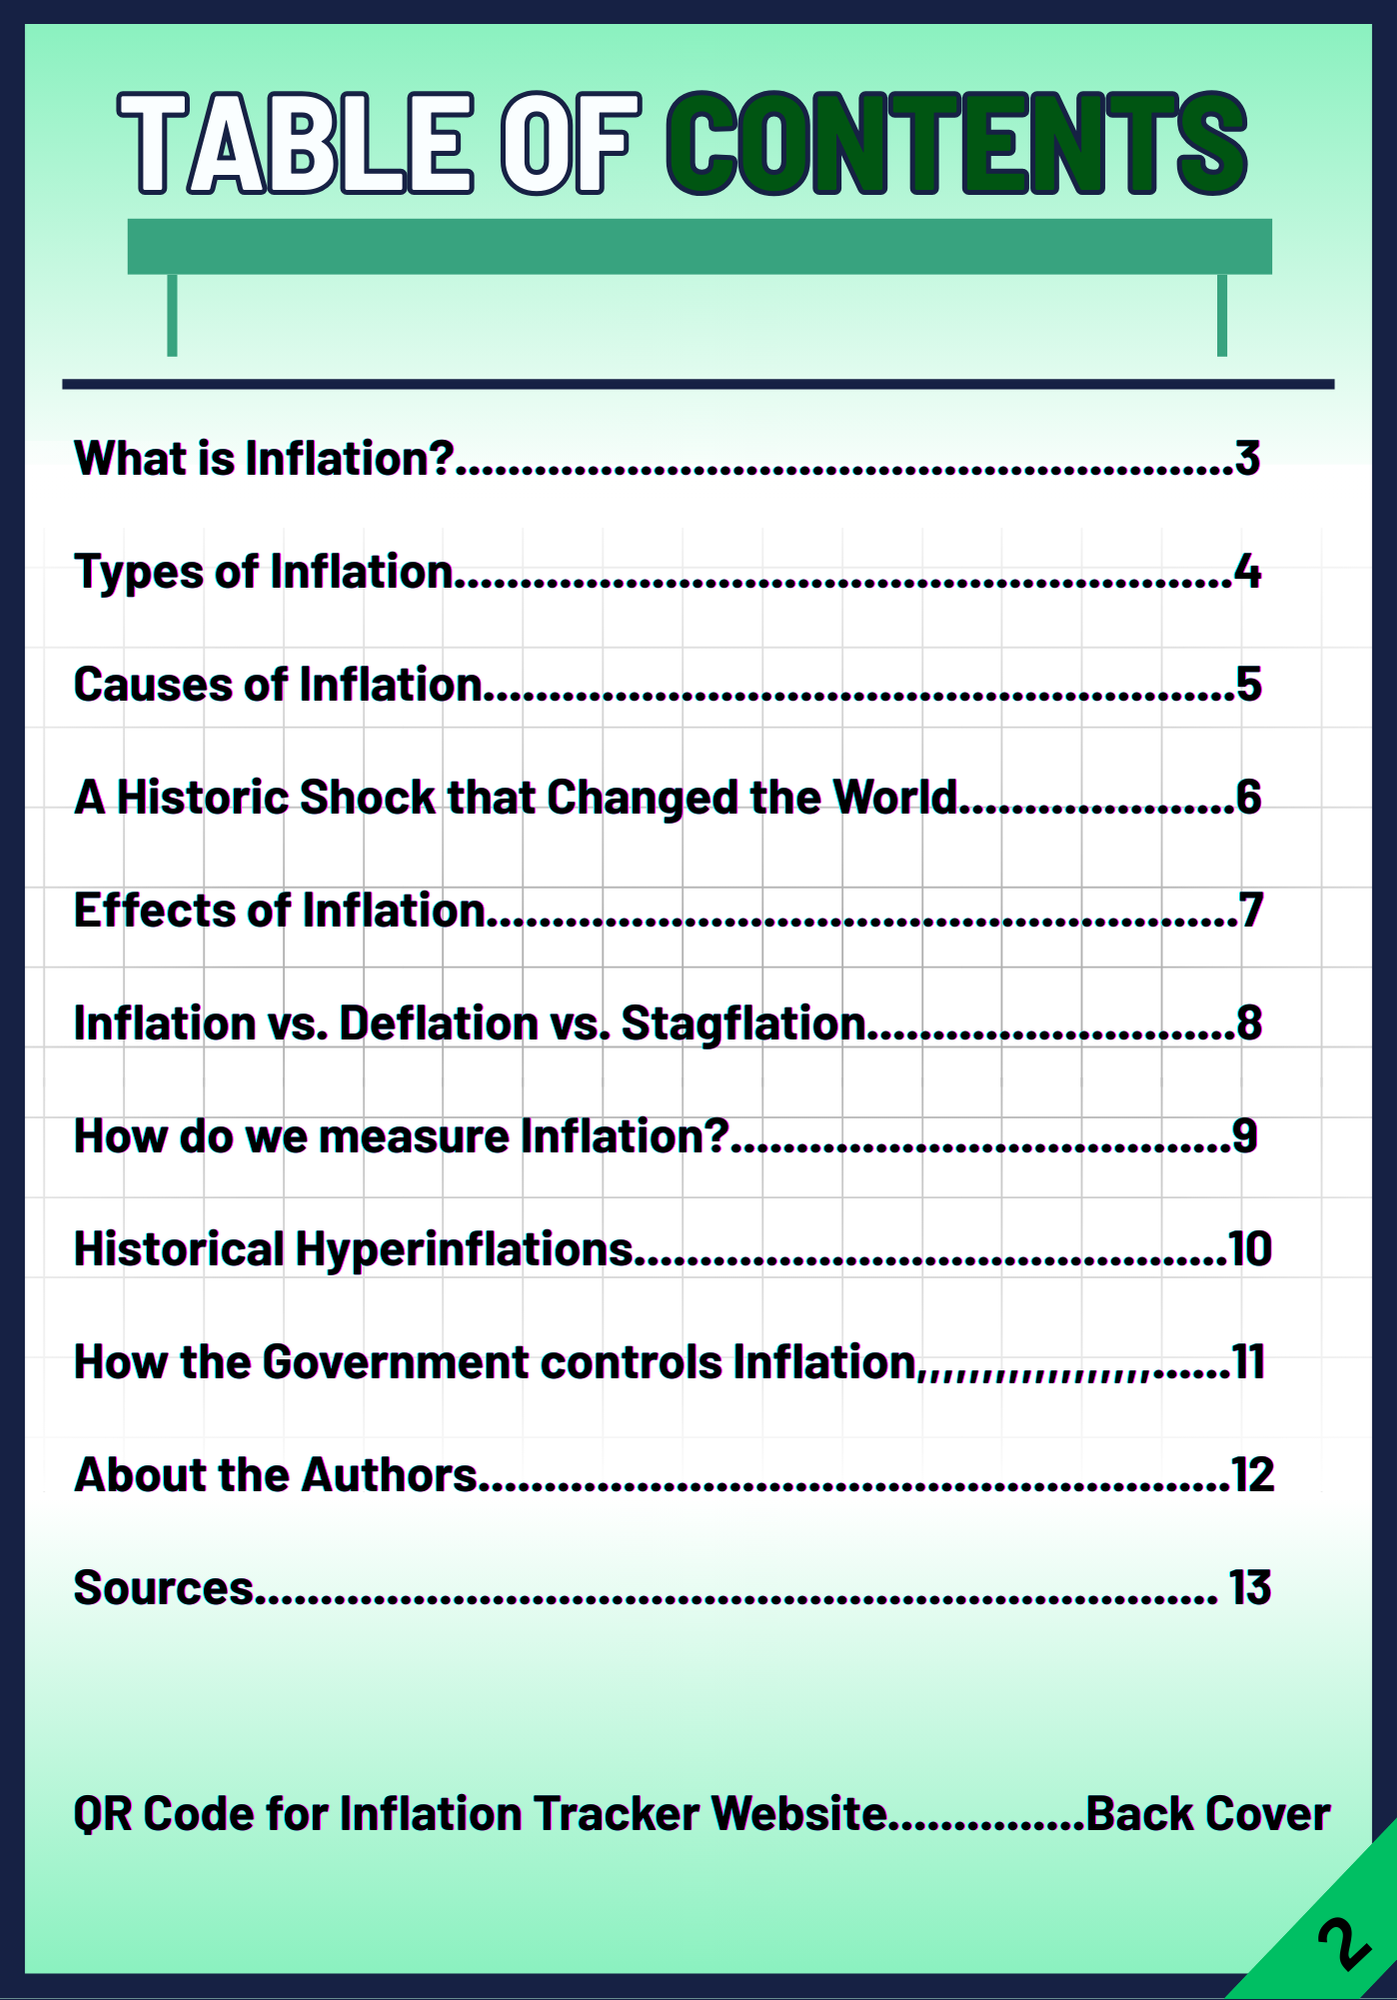 TABLE OF CONTENTS
What is Inflation?...........................................................3
Types of Inflation...........................................................4
Causes of Inflation.........................................................5
A Historic Shock that Changed the World.....................6
Effects of Inflation.........................................................7
Inflation vs. Deflation vs. Stagflation............................8
How do we measure Inflation?......................................9
Historical Hyperinflations.............................................10
How the Government controls Inflation,,,,,,,,,,,,,,,,,,......11
About the Authors.........................................................12
Sources......................................................................... 13
QR Code for Inflation Tracker Website...............Back Cover
2